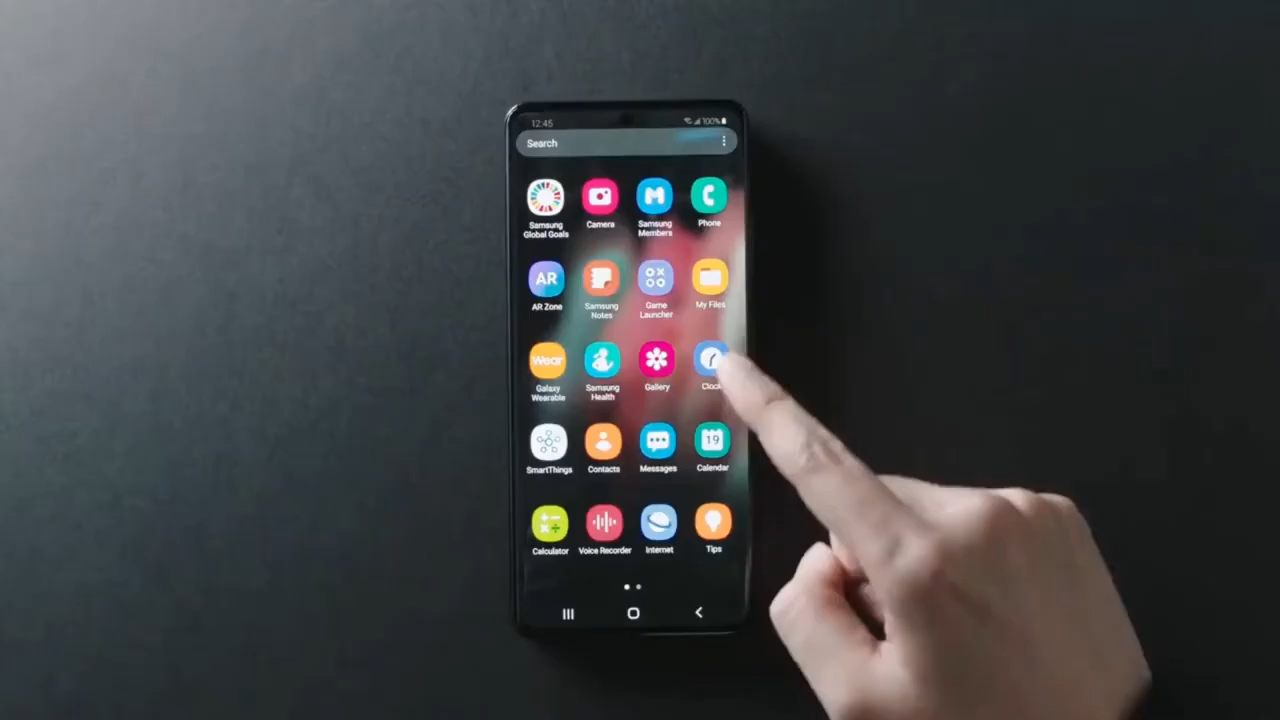 12:45
100%
Search
Samsung
Global Goals
Camera
Samsung
Members
Phone
AR
AR Zone
Samsung
Notes
Game
Launcher
My Files
Wear
Galaxy
Wearable
Samsung
Health
Gallery
Clock
SmartThings
Contacts
Messages
19
Calendar
Calculator
Voice Recorder
Internet
Tips